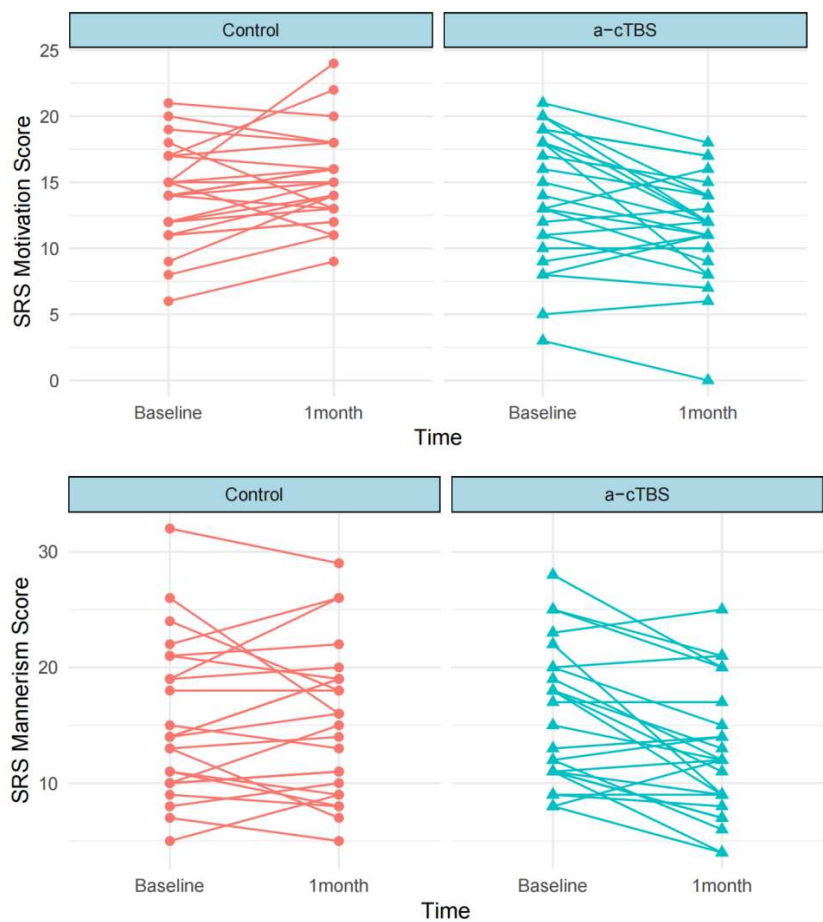 Control a-cTBS
25
20
15
10
5
0
SRS Motivation Score
Baseline 1month Baseline 1month
Time
Control a-cTBS
30
20
10
SRS Mannerism Score
Baseline 1month Baseline 1month
Time